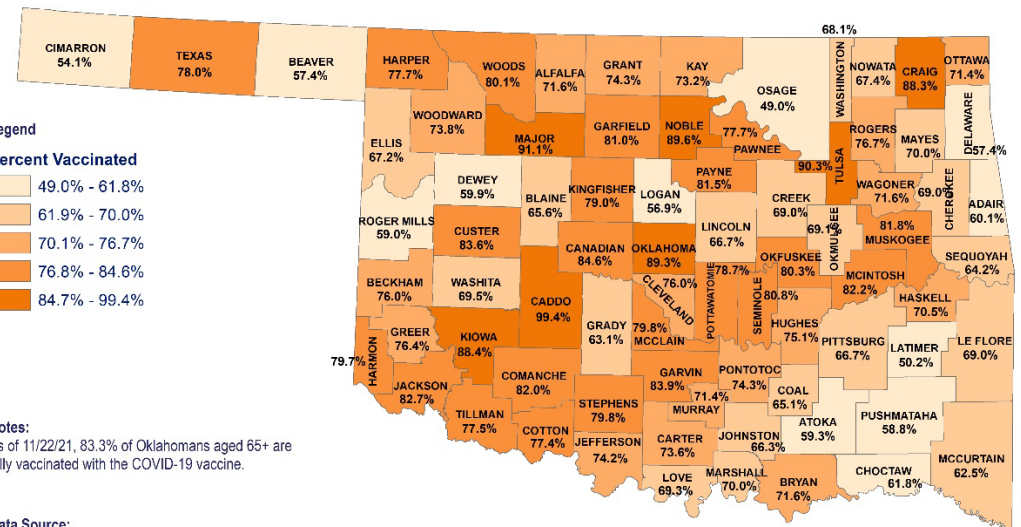 68.1%
CIMARRON
54.1%
TEXAS
78.0%
BEAVER
57.4%
HARPER
77.7%
WOODS
80.1%
ALFALFA
71.6%
GRANT
74.3%
KAY
73.2%
OSAGE
49.0%
WASHINGTON
NOWATA
67.4%
CRAIG
88.3%
OTTAWA
71.4%
egend
ercent Vaccinated
49.0% - 61.8%
61.9% - 70.0%
70.1% - 76.7%
76.8% - 84.6%
84.7% - 99.4%
ELLIS
67.2%
WOODWARD
73.8%
MAJOR
91.1%
GARFIELD
81.0%
NOBLE
89.6%
77.7%
PAWNEE
90.3%
TULSA
ROGERS
76.7%
MAYES
70.0%
DELAWARE
57.4%
ROGER MILLS
59.0%
DEWEY
59.9%
BLAINE
65.6%
KINGFISHER
79.0%
LOGAN
56.9%
PAYNE
81.5%
LINCOLN
66.7%
CREEK
69.0%
WAGONER
71.6%
69.0%
CHEROKEE
ADAIR
60.1%
CUSTER
83.6%
CANADIAN
84.6%
OKLAHOMA
89.3%
OKFUSKEE
80.3%
69.1%
OKMULGEE
81.8%
MUSKOGEE
SEQUOYAH
64.2%
BECKHAM
76.0%
WASHITA
69.5%
CADDO
99.4%
GRADY
63.1%
76.0%
CLEVELAND
78.7%
POTTAWATOMIE
SEMINOLE
80.8%
MCINTOSH
82.2%
HASKELL
70.5%
GREER
76.4%
KIOWA
88.4%
79.8%
MCCLAIN
HUGHES
75.1%
PITTSBURG
66.7%
LATIMER
50.2%
LE FLORE
69.0%
79.7%
HARMON
JACKSON
82.7%
COMANCHE
82.0%
GARVIN
83.9%
PONTOTOC
74.3%
COAL
65.1%
TILLMAN
77.5%
COTTON
77.4%
STEPHENS
79.8%
71.4%
MURRAY
ATOKA
59.3%
PUSHMATAHA
58.8%
JEFFERSON
74.2%
CARTER
73.6%
JOHNSTON
66.3%
LOVE
69.3%
MARSHALL
70.0%
BRYAN
71.6%
CHOCTAW
61.8%
MCCURTAIN
62.5%
otes:
s of 11/22/21, 83.3% of Oklahomans aged 65+ are
lly vaccinated with the COVID-19 vaccine.
ata Source: